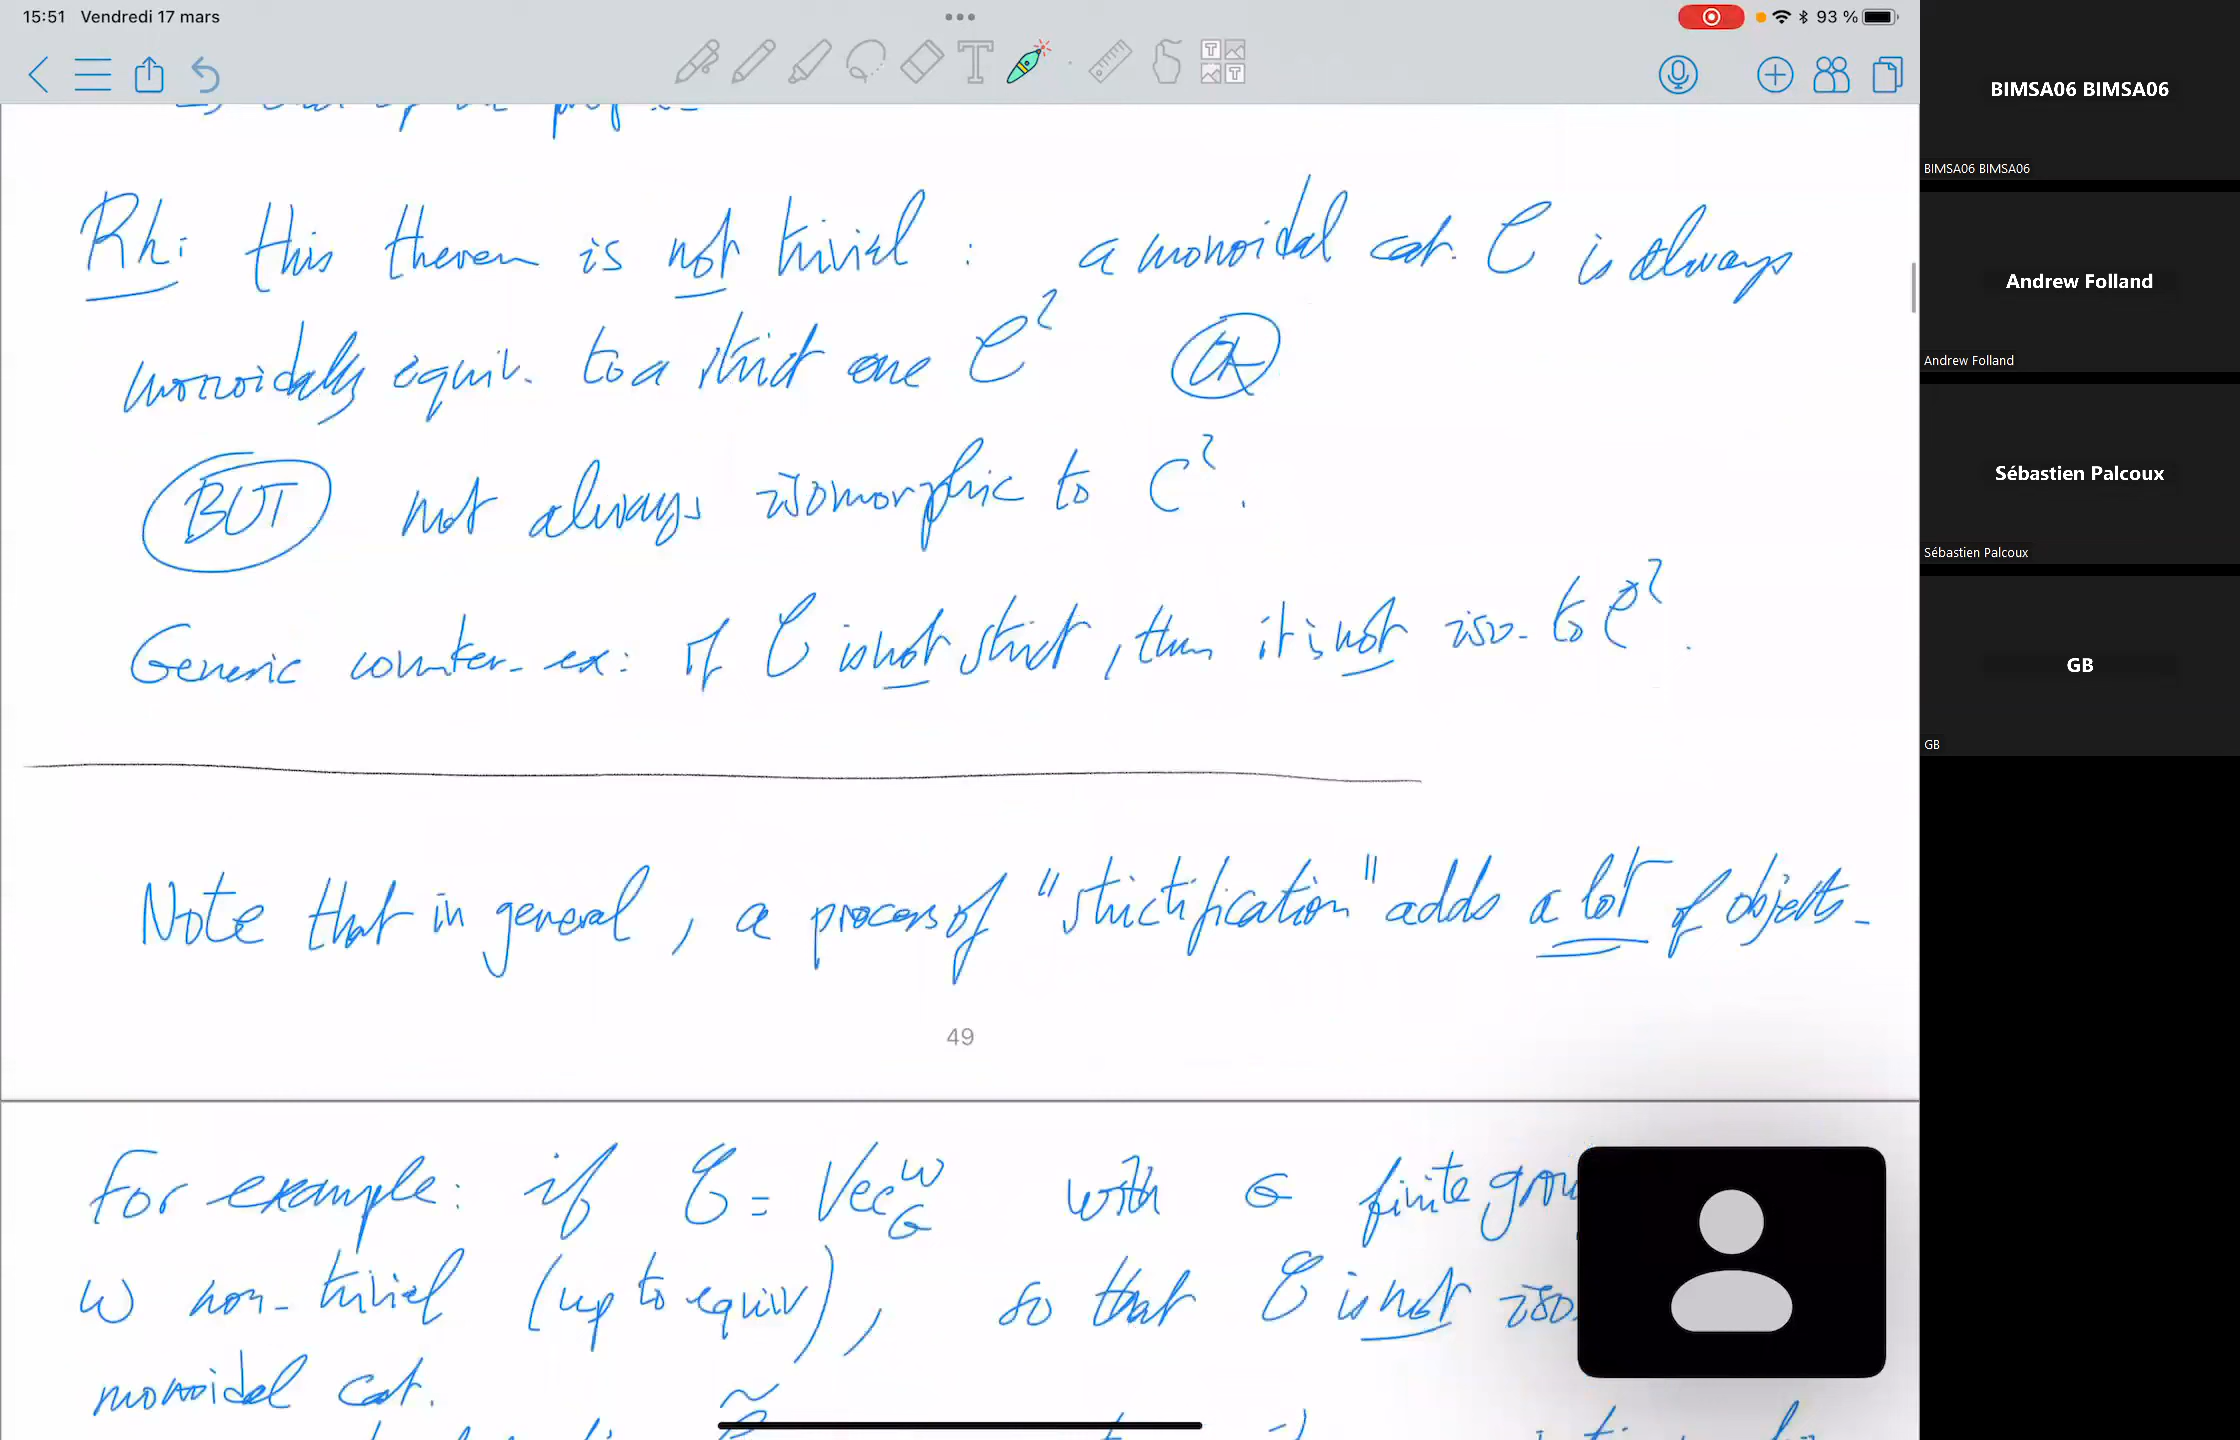 15:51 Vendredi 17 mars
93 %
Rk: this theorem is not trivial : a monoidal cat. C is always
monoidally equiv. to a strict one C² OK
BUT not always isomorphic to C².
Generic counter-ex: if C is not strict, then it is not iso. to C².
Note that in general, a process of "strictification" adds a lot of objects.
49
For example: if C = Vec_G^ω with G finite grou
ω non-trivial (up to equiv), so that C is not iso.
monoidal cat.
BIMSA06 BIMSA06
BIMSA06 BIMSA06
Andrew Folland
Andrew Folland
Sébastien Palcoux
Sébastien Palcoux
GB
GB